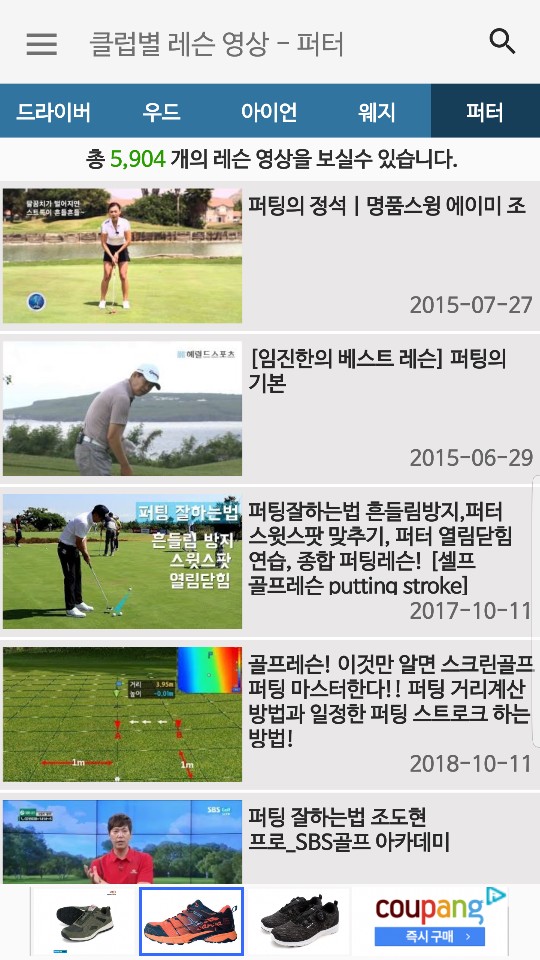 클럽별 레슨 영상 - 퍼터
드라이버 우드 아이언 웨지 퍼터
총 5,904 개의 레슨 영상을 보실수 있습니다.
팔꿈치가 벌어지면
스트록이 흔들흔들~
퍼팅의 정석 | 명품스윙 에이미 조
2015-07-27
헤럴드스포츠
[임진한의 베스트 레슨] 퍼팅의
기본
2015-06-29
퍼팅 잘하는법
흔들림 방지
스윗스팟
열림닫힘
퍼팅잘하는법 흔들림방지,퍼터
스윗스팟 맞추기, 퍼터 열림닫힘
연습, 종합 퍼팅레슨! [셀프
골프레슨 putting stroke]
2017-10-11
거리 3.95m
높이 -0.01m
1m
1m
골프레슨! 이것만 알면 스크린골프
퍼팅 마스터한다!! 퍼팅 거리계산
방법과 일정한 퍼팅 스트로크 하는
방법!
2018-10-11
SBS Golf
퍼팅 잘하는법 조도현
프로_SBS골프 아카데미
coupang
즉시 구매 >